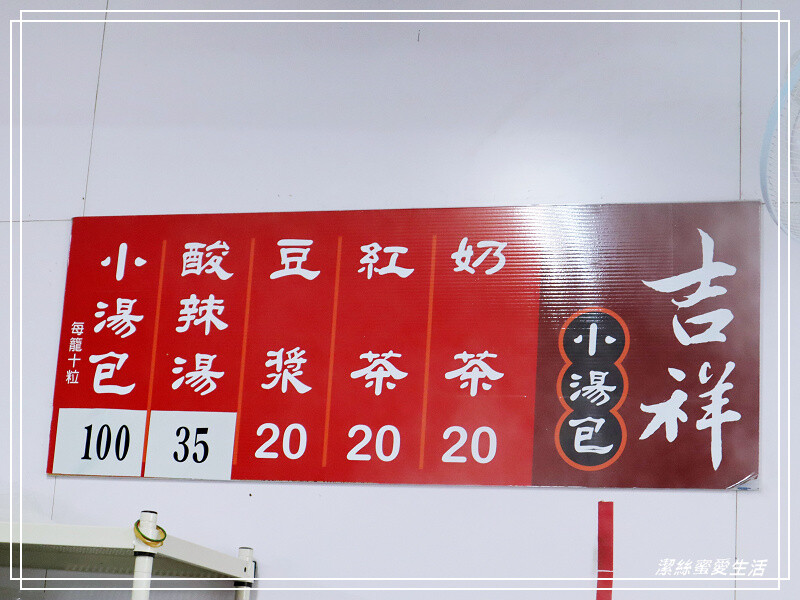 吉祥
小湯包
奶茶
20
紅茶
20
豆漿
20
酸辣湯
35
小湯包
每籠十粒
100
潔絲蜜愛生活